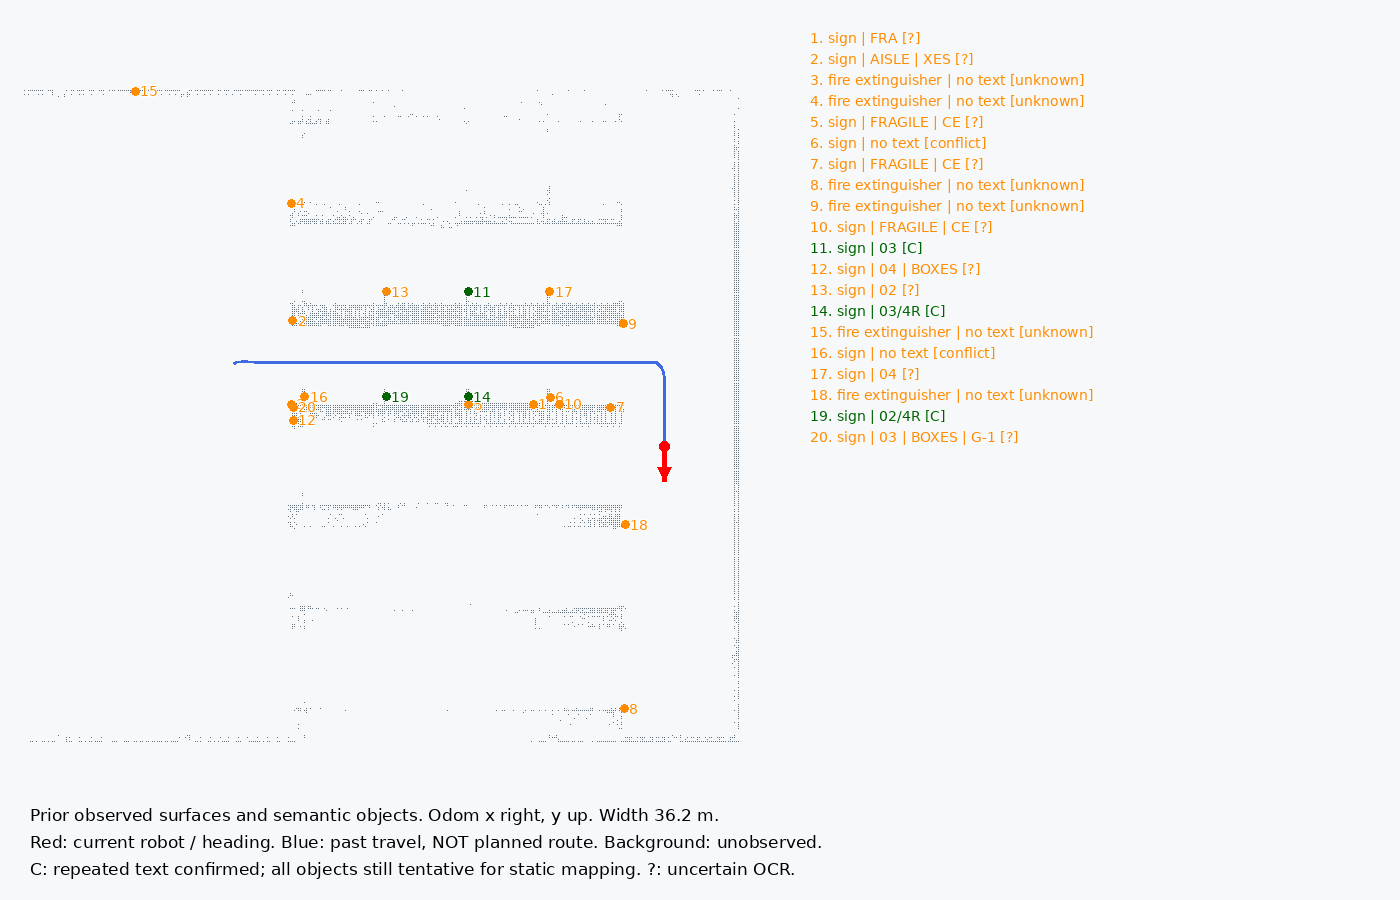 1. sign | FRA [?]
2. sign | AISLE | XES [?]
3. fire extinguisher | no text [unknown]
4. fire extinguisher | no text [unknown]
5. sign | FRAGILE | CE [?]
6. sign | no text [conflict]
7. sign | FRAGILE | CE [?]
8. fire extinguisher | no text [unknown]
9. fire extinguisher | no text [unknown]
10. sign | FRAGILE | CE [?]
11. sign | 03 [C]
12. sign | 04 | BOXES [?]
13. sign | 02 [?]
14. sign | 03/4R [C]
15. fire extinguisher | no text [unknown]
16. sign | no text [conflict]
17. sign | 04 [?]
18. fire extinguisher | no text [unknown]
19. sign | 02/4R [C]
20. sign | 03 | BOXES | G-1 [?]
15
4
13 11 17
2 9
16 19 14 6
20 5 1 10 7
12
18
8
Prior observed surfaces and semantic objects. Odom x right, y up. Width 36.2 m.
Red: current robot / heading. Blue: past travel, NOT planned route. Background: unobserved.
C: repeated text confirmed; all objects still tentative for static mapping. ?: uncertain OCR.